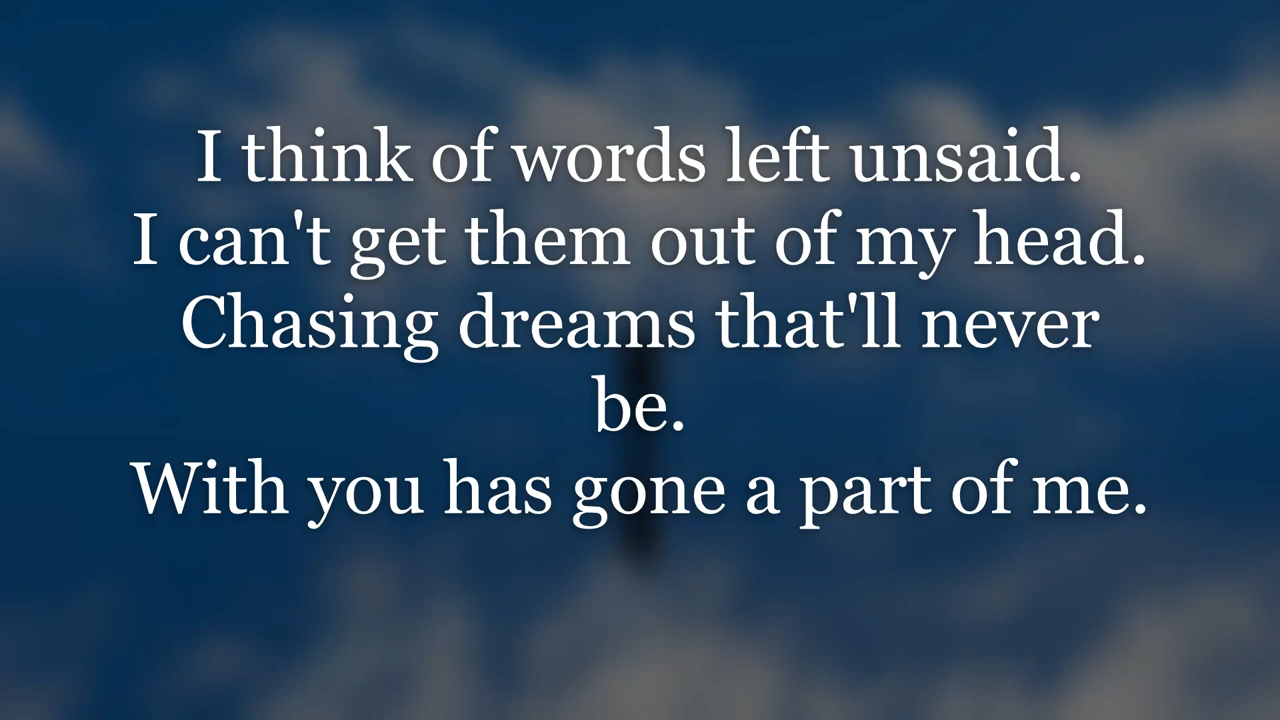 I think of words left unsaid.
I can't get them out of my head.
Chasing dreams that'll never
be.
With you has gone a part of me.